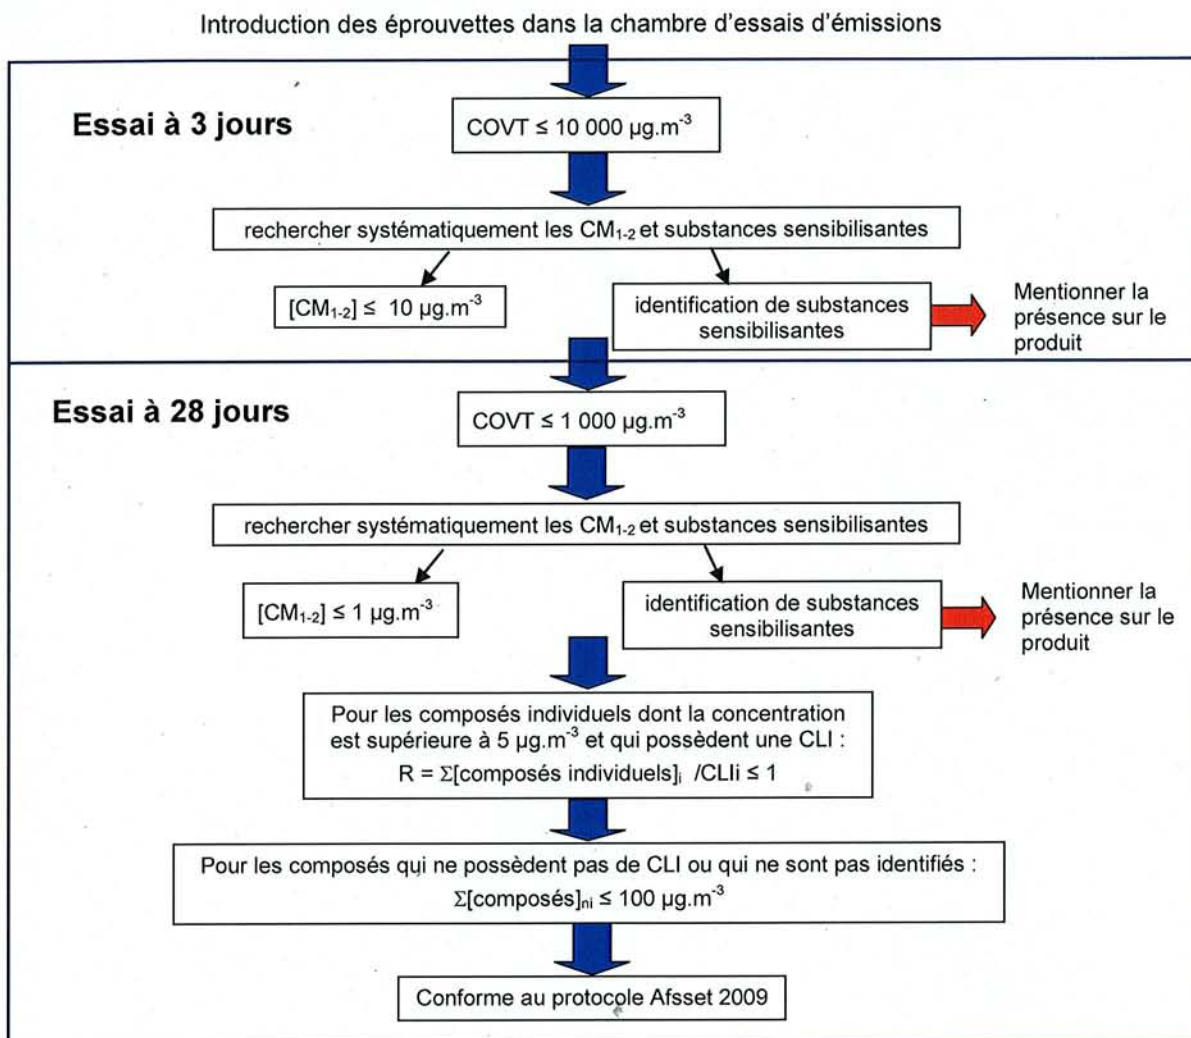 Introduction des éprouvettes dans la chambre d'essais d'émissions
Essai à 3 jours
COVT ≤ 10 000 µg.m⁻³
rechercher systématiquement les CM₁₋₂ et substances sensibilisantes
[CM₁₋₂] ≤ 10 µg.m⁻³
identification de substances
sensibilisantes
Mentionner la
présence sur le
produit
Essai à 28 jours
COVT ≤ 1 000 µg.m⁻³
rechercher systématiquement les CM₁₋₂ et substances sensibilisantes
[CM₁₋₂] ≤ 1 µg.m⁻³
identification de substances
sensibilisantes
Mentionner la
présence sur le
produit
Pour les composés individuels dont la concentration
est supérieure à 5 µg.m⁻³ et qui possèdent une CLI :
R = Σ[composés individuels]ᵢ /CLIi ≤ 1
Pour les composés qui ne possèdent pas de CLI ou qui ne sont pas identifiés :
Σ[composés]ₙᵢ ≤ 100 µg.m⁻³
Conforme au protocole Afsset 2009